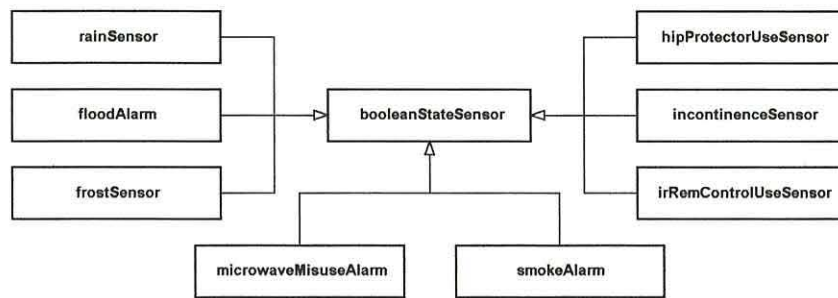 rainSensor
hipProtectorUseSensor
floodAlarm
booleanStateSensor
incontinenceSensor
frostSensor
irRemControlUseSensor
microwaveMisuseAlarm
smokeAlarm